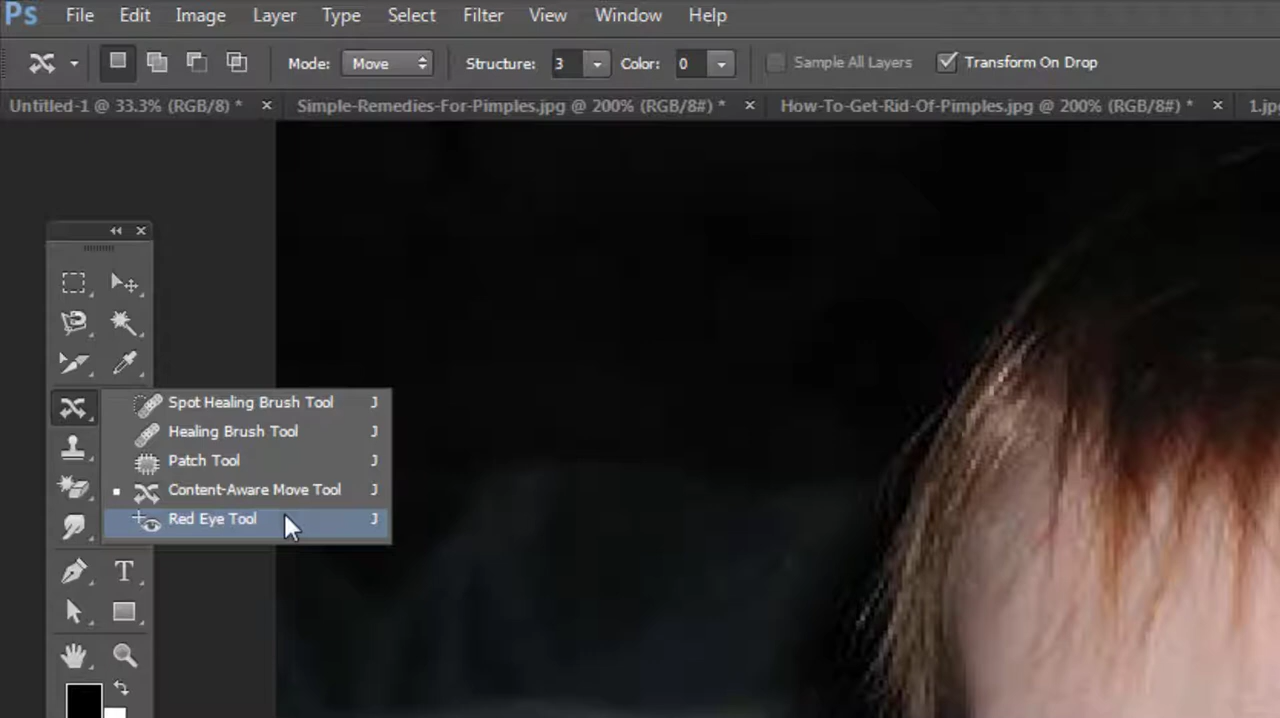 Ps File Edit Image Layer Type Select Filter View Window Help
Mode: Move Structure: 3 Color: 0 Sample All Layers Transform On Drop
Untitled-1 @ 33.3% (RGB/8) * × Simple-Remedies-For-Pimples.jpg @ 200% (RGB/8#) * × How-To-Get-Rid-Of-Pimples.jpg @ 200% (RGB/8#) * × 1.jpg
Spot Healing Brush Tool J
Healing Brush Tool J
Patch Tool J
Content-Aware Move Tool J
Red Eye Tool J
T